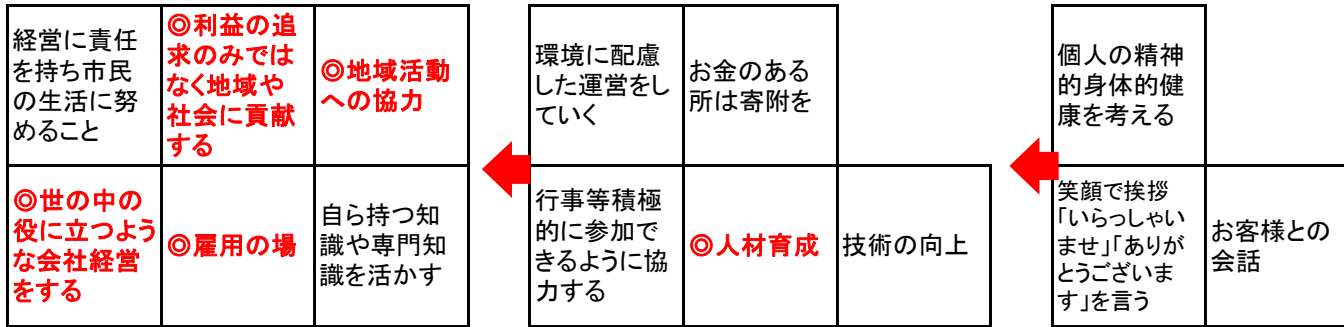 経営に責任
を持ち市民
の生活に努
めること
◎利益の追
求のみでは
なく地域や
社会に貢献
する
◎地域活動
への協力
環境に配慮
した運営をし
ていく
お金のある
所は寄附を
個人の精神
的身体的健
康を考える
◎世の中の
役に立つよう
な会社経営
をする
◎雇用の場
自ら持つ知
識や専門知
識を活かす
行事等積極
的に参加で
きるように協
力する
◎人材育成
技術の向上
笑顔で挨拶
「いらっしゃい
ませ」「ありが
とうございま
す」を言う
お客様との
会話